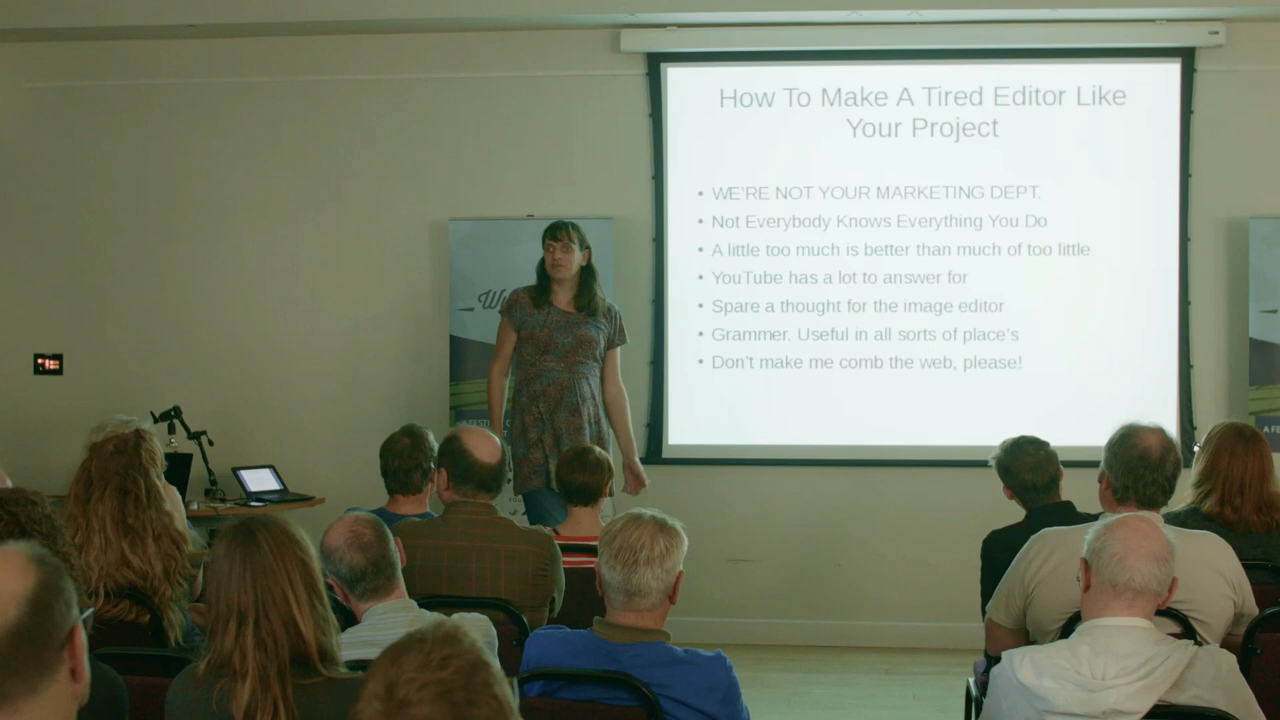 How To Make A Tired Editor Like
Your Project
• WE'RE NOT YOUR MARKETING DEPT.
• Not Everybody Knows Everything You Do
• A little too much is better than much of too little
• YouTube has a lot to answer for
• Spare a thought for the image editor
• Grammer. Useful in all sorts of place's
• Don't make me comb the web, please!
A FE